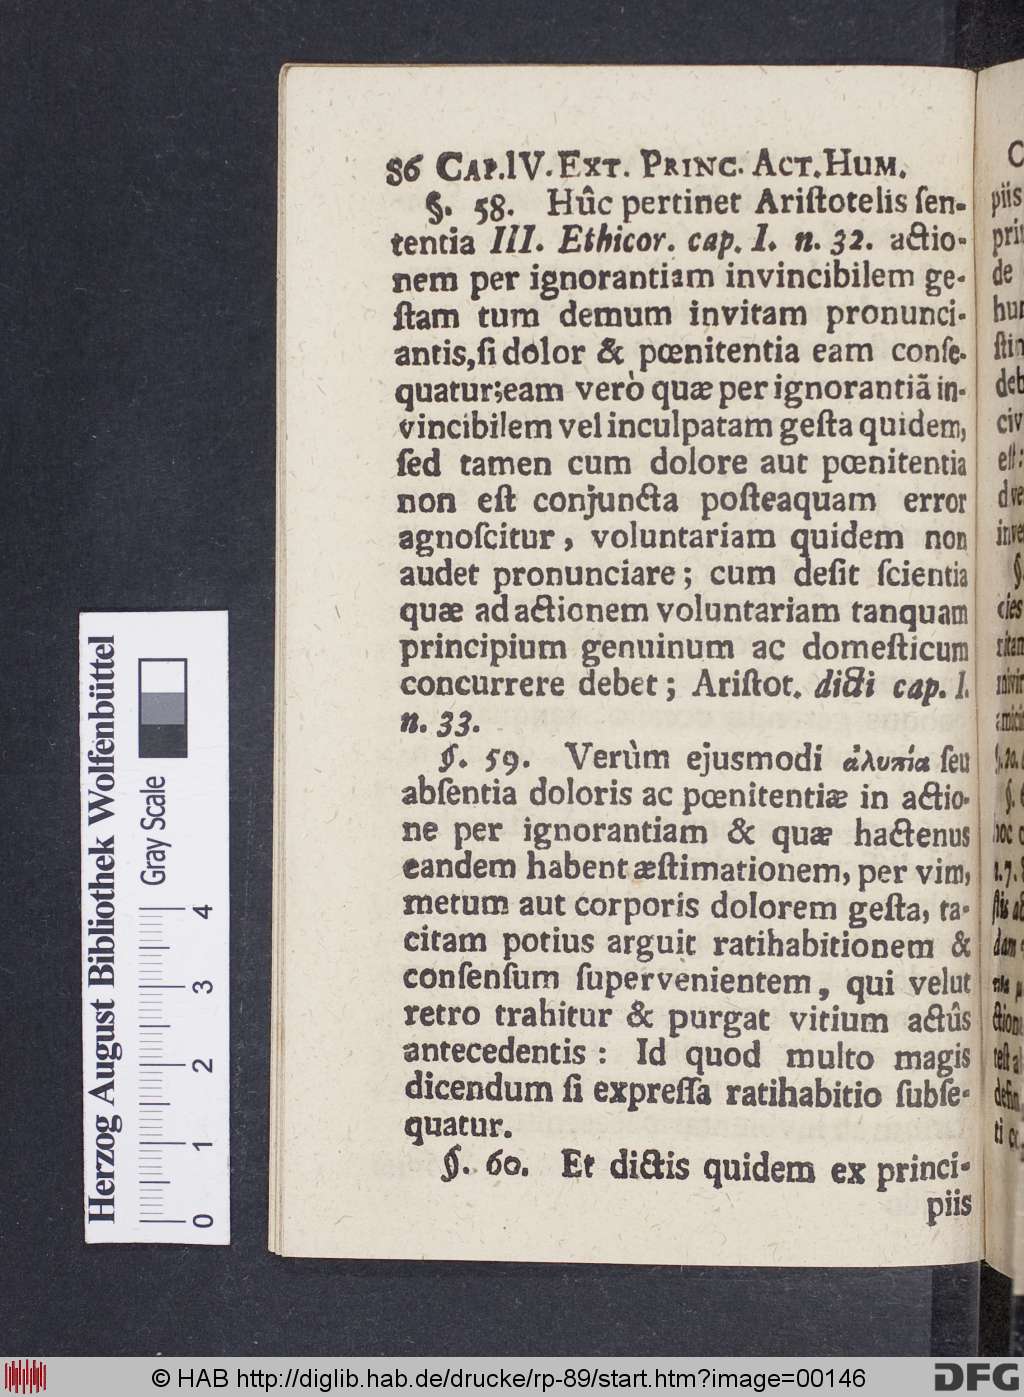 86 CAP.IV. EXT. PRINC. ACT. HUM.
§. 58. Hûc pertinet Ariſtotelis ſen-
tentia III. Ethicor. cap. I. n. 32. actio-
nem per ignorantiam invincibilem ge-
ſtam tum demum invitam pronunci-
antis, ſi dolor & pœnitentia eam conſe-
quatur; eam verò quæ per ignorantiã in-
vincibilem vel inculpatam geſta quidem,
ſed tamen cum dolore aut pœnitentia
non eſt conjuncta poſteaquam error
agnoſcitur, voluntariam quidem non
audet pronunciare; cum deſit ſcientia
quæ ad actionem voluntariam tanquam
principium genuinum ac domeſticum
concurrere debet; Ariſtot. dicti cap. I.
n. 33.
§. 59. Verùm ejusmodi ἀλυπία ſeu
abſentia doloris ac pœnitentiæ in actio-
ne per ignorantiam & quæ hactenus
eandem habent æſtimationem, per vim,
metum aut corporis dolorem geſta, ta-
citam potius arguit ratihabitionem &
conſenſum ſupervenientem, qui velut
retro trahitur & purgat vitium actûs
antecedentis: Id quod multo magis
dicendum ſi expreſſa ratihabitio ſubſe-
quatur.
§. 60. Et dictis quidem ex princi-
piis
Herzog August Bibliothek Wolfenbüttel
Gray Scale
0 1 2 3 4
© HAB http://diglib.hab.de/drucke/rp-89/start.htm?image=00146
DFG